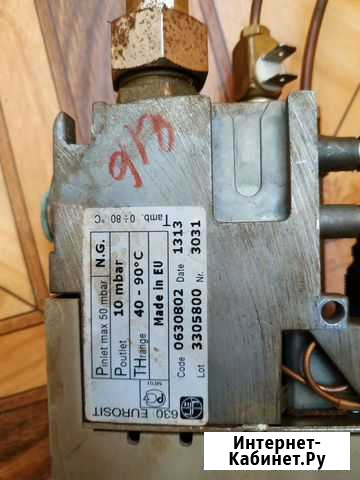 630 EUROSIT
SIT
Pinlet max 50 mbar N.G.
Poutlet 10 mbar
THrange 40 - 90°C
Tamb. 0÷80 °C
Made in EU
Code 0630802 Date 1313
Lot 3305800 Nr. 3031
Интернет-
Кабинет.Ру